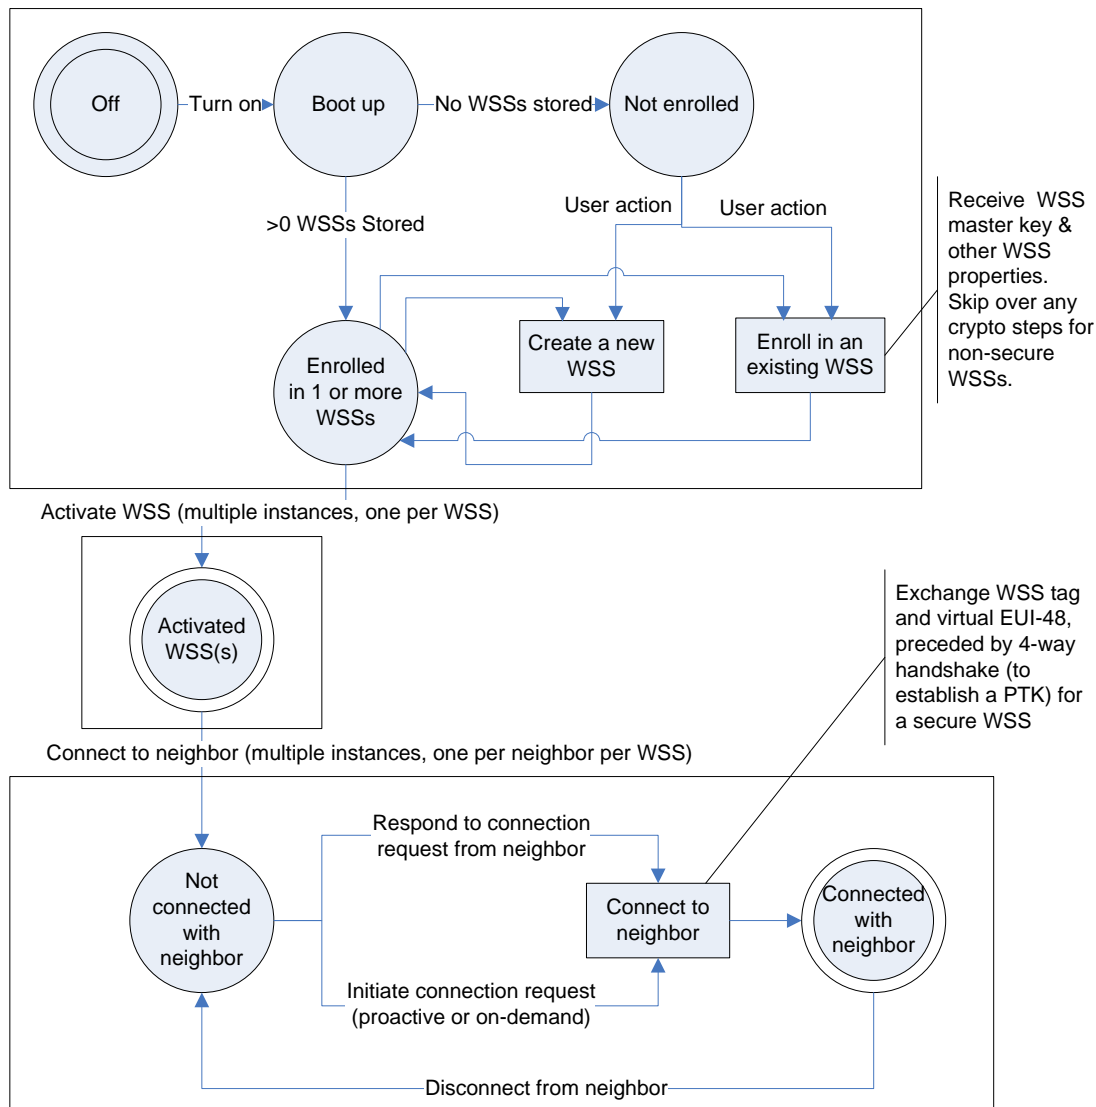 Off
Turn on
Boot up
No WSSs stored
Not enrolled
>0 WSSs Stored
User action
User action
Receive  WSS
master key &
other WSS
properties.
Skip over any
crypto steps for
non-secure
WSSs.
Enrolled
in 1 or more
WSSs
Create a new
WSS
Enroll in an
existing WSS
Activate WSS (multiple instances, one per WSS)
Activated
WSS(s)
Exchange WSS tag
and virtual EUI-48,
preceded by 4-way
handshake (to
establish a PTK) for
a secure WSS
Connect to neighbor (multiple instances, one per neighbor per WSS)
Not
connected
with
neighbor
Respond to connection
request from neighbor
Connect to
neighbor
Connected
with
neighbor
Initiate connection request
(proactive or on-demand)
Disconnect from neighbor